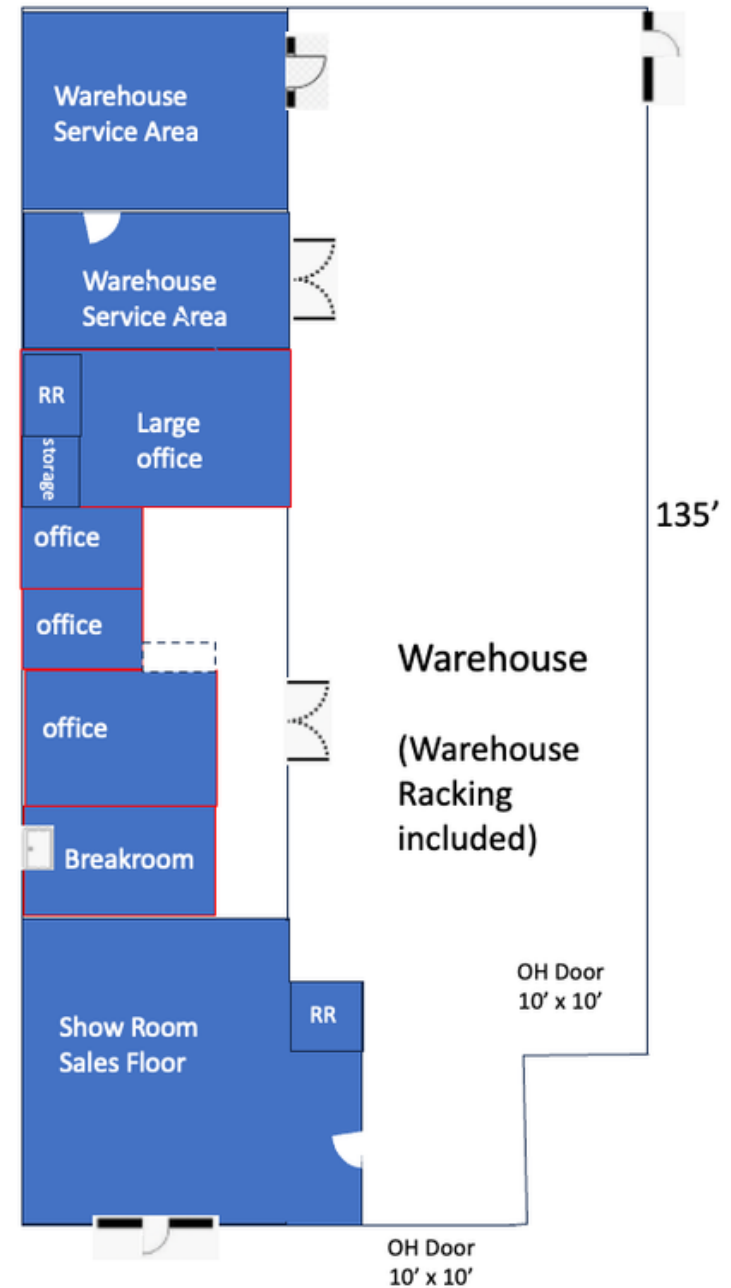 Warehouse
Service Area
Warehouse
Service Area
RR
Large
office
storage
office
135’
office
Warehouse
office
(Warehouse
Racking
included)
Breakroom
OH Door
10’ x 10’
RR
Show Room
Sales Floor
OH Door
10’ x 10’